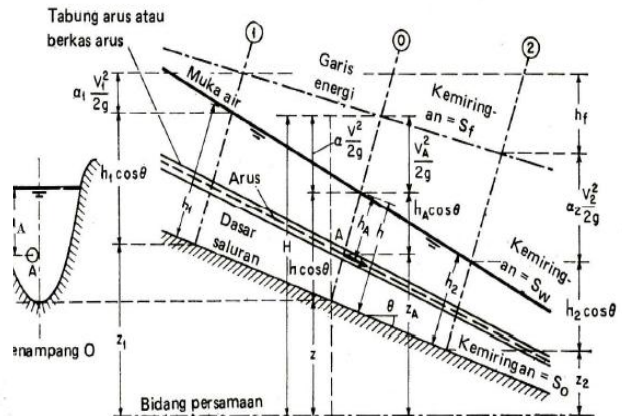 Tabung arus atau
berkas arus
1
0
2
Garis
energi
Muka air
Kemiring-
an = Sf
hf
α1 V1²/2g
α V²/2g
VA²/2g
α2 V2²/2g
h1 cosθ
h1
Arus
Dasar
saluran
H
h cosθ
A
hA
h
hA cosθ
h2
Kemiring-
an = Sw
h2 cosθ
A
θ
Kemiringan = So
z1
z
zA
z2
enampang O
Bidang persamaan